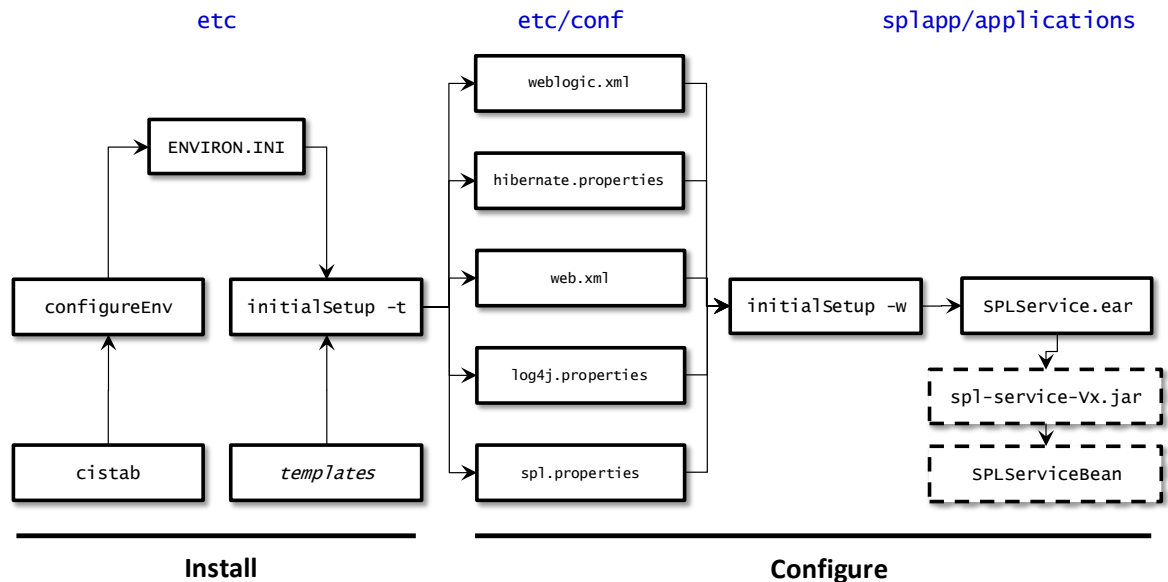 etc
etc/conf
splapp/applications
weblogic.xml
ENVIRON.INI
hibernate.properties
configureEnv
initialSetup -t
web.xml
initialSetup -w
SPLService.ear
log4j.properties
spl-service-Vx.jar
cistab
templates
spl.properties
SPLServiceBean
Install
Configure